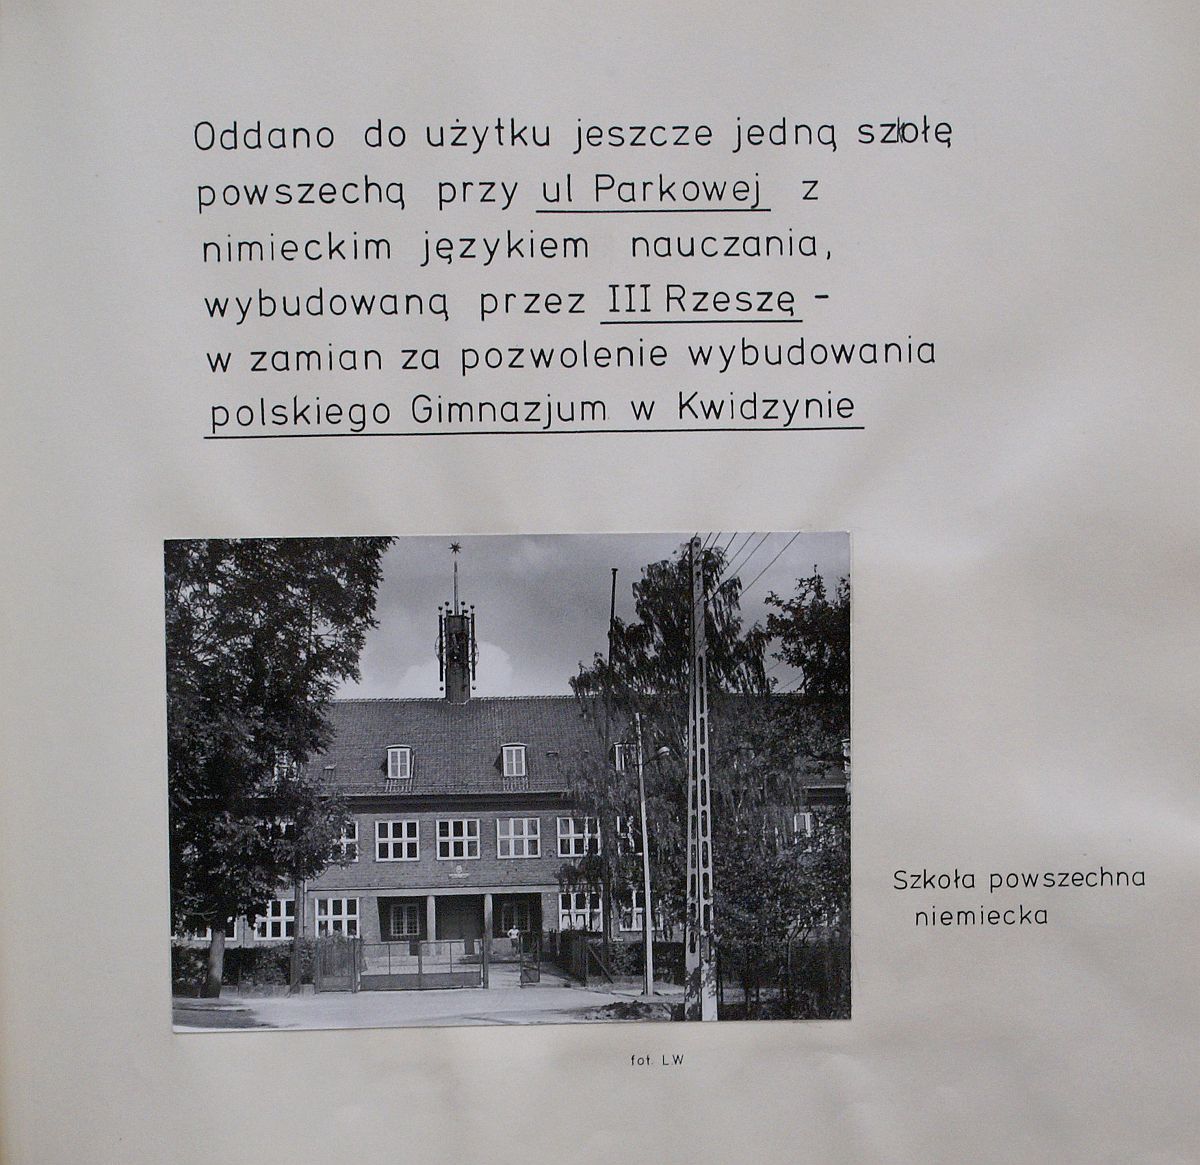 Oddano do użytku jeszcze jedną szkołę
powszechą przy ul Parkowej z
nimieckim językiem nauczania,
wybudowaną przez III Rzeszę -
w zamian za pozwolenie wybudowania
polskiego Gimnazjum w Kwidzynie
Szkoła powszechna
niemiecka
fot. L.W